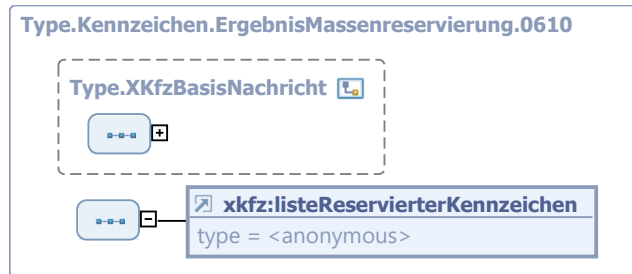 Type.Kennzeichen.ErgebnisMassenreservierung.0610
Type.XKfzBasisNachricht
xkfz:listeReservierterKennzeichen
type = <anonymous>